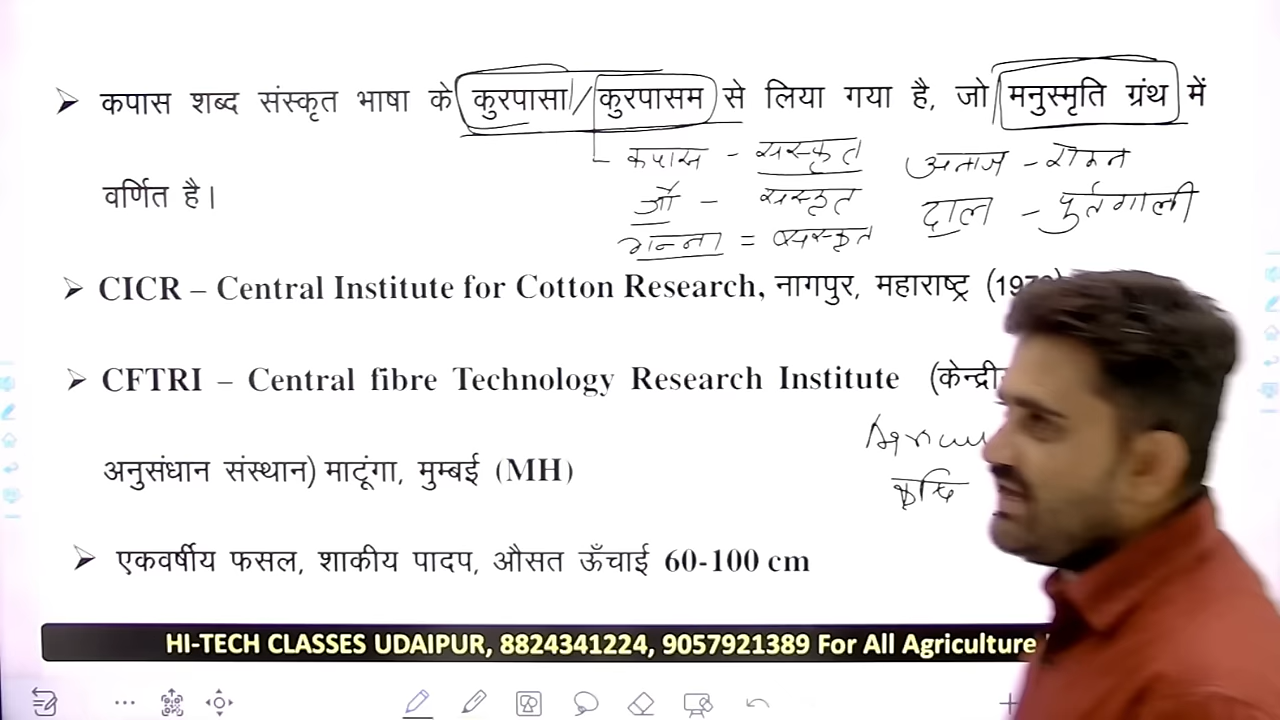 ➤ कपास शब्द संस्कृत भाषा के कुरपासा/कुरपासम से लिया गया है, जो मनुस्मृति ग्रंथ में
कपास - संस्कृत अनाज - रोमन
वर्णित है।
जौ - संस्कृत दाल - पुर्तगाली
गन्ना = संस्कृत
➤ CICR – Central Institute for Cotton Research, नागपुर, महाराष्ट्र
➤ CFTRI – Central fibre Technology Research Institute
अनुसंधान संस्थान) माटूंगा, मुम्बई (MH)
कृषि
➤ एकवर्षीय फसल, शाकीय पादप, औसत ऊँचाई 60-100 cm
HI-TECH CLASSES UDAIPUR, 8824341224, 9057921389 For All Agriculture